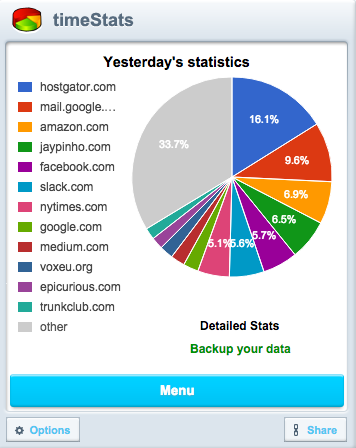 timeStats
Yesterday's statistics
hostgator.com
mail.google.…
amazon.com
jaypinho.com
facebook.com
slack.com
nytimes.com
google.com
medium.com
voxeu.org
epicurious.com
trunkclub.com
other
16.1%
9.6%
6.9%
6.5%
5.7%
5.6%
5.1%
33.7%
Detailed Stats
Backup your data
Menu
Options
Share